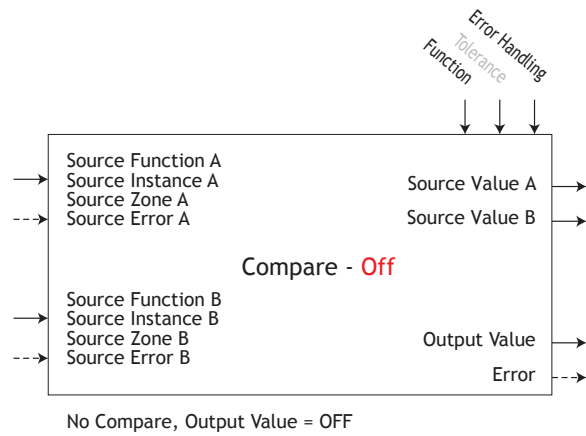 Function
Tolerance
Error Handling
Source Function A
Source Instance A
Source Zone A
Source Error A
Source Value A
Source Value B
Compare - Off
Source Function B
Source Instance B
Source Zone B
Source Error B
Output Value
Error
No Compare, Output Value = OFF